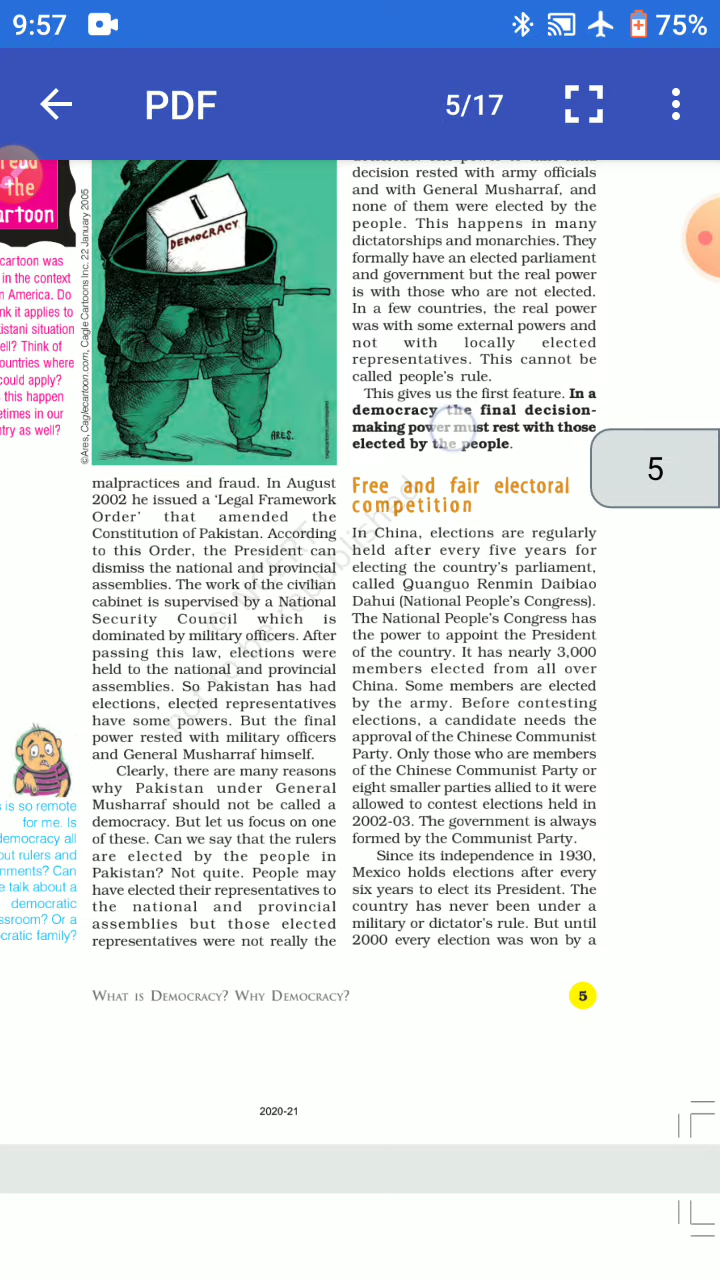 9:57
75%
PDF
5/17
read
the
artoon
cartoon was
in the context
n America. Do
nk it applies to
istani situation
ell? Think of
ountries where
could apply?
this happen
etimes in our
ntry as well?
©Ares, Caglecartoon.com, Cagle Cartoons Inc. 22 January 2005
DEMOCRACY
ARES.
malpractices and fraud. In August
2002 he issued a ‘Legal Framework
Order’ that amended the
Constitution of Pakistan. According
to this Order, the President can
dismiss the national and provincial
assemblies. The work of the civilian
cabinet is supervised by a National
Security Council which is
dominated by military officers. After
passing this law, elections were
held to the national and provincial
assemblies. So Pakistan has had
elections, elected representatives
have some powers. But the final
power rested with military officers
and General Musharraf himself.
Clearly, there are many reasons
why Pakistan under General
Musharraf should not be called a
democracy. But let us focus on one
of these. Can we say that the rulers
are elected by the people in
Pakistan? Not quite. People may
have elected their representatives to
the national and provincial
assemblies but those elected
representatives were not really the
s is so remote
for me. Is
democracy all
out rulers and
nments? Can
e talk about a
democratic
ssroom? Or a
cratic family?
decision rested with army officials
and with General Musharraf, and
none of them were elected by the
people. This happens in many
dictatorships and monarchies. They
formally have an elected parliament
and government but the real power
is with those who are not elected.
In a few countries, the real power
was with some external powers and
not with locally elected
representatives. This cannot be
called people’s rule.
This gives us the first feature. In a
democracy the final decision-
making power must rest with those
elected by the people.
5
Free and fair electoral
competition
In China, elections are regularly
held after every five years for
electing the country’s parliament,
called Quanguo Renmin Daibiao
Dahui (National People’s Congress).
The National People’s Congress has
the power to appoint the President
of the country. It has nearly 3,000
members elected from all over
China. Some members are elected
by the army. Before contesting
elections, a candidate needs the
approval of the Chinese Communist
Party. Only those who are members
of the Chinese Communist Party or
eight smaller parties allied to it were
allowed to contest elections held in
2002-03. The government is always
formed by the Communist Party.
Since its independence in 1930,
Mexico holds elections after every
six years to elect its President. The
country has never been under a
military or dictator’s rule. But until
2000 every election was won by a
What is Democracy? Why Democracy?
5
2020-21